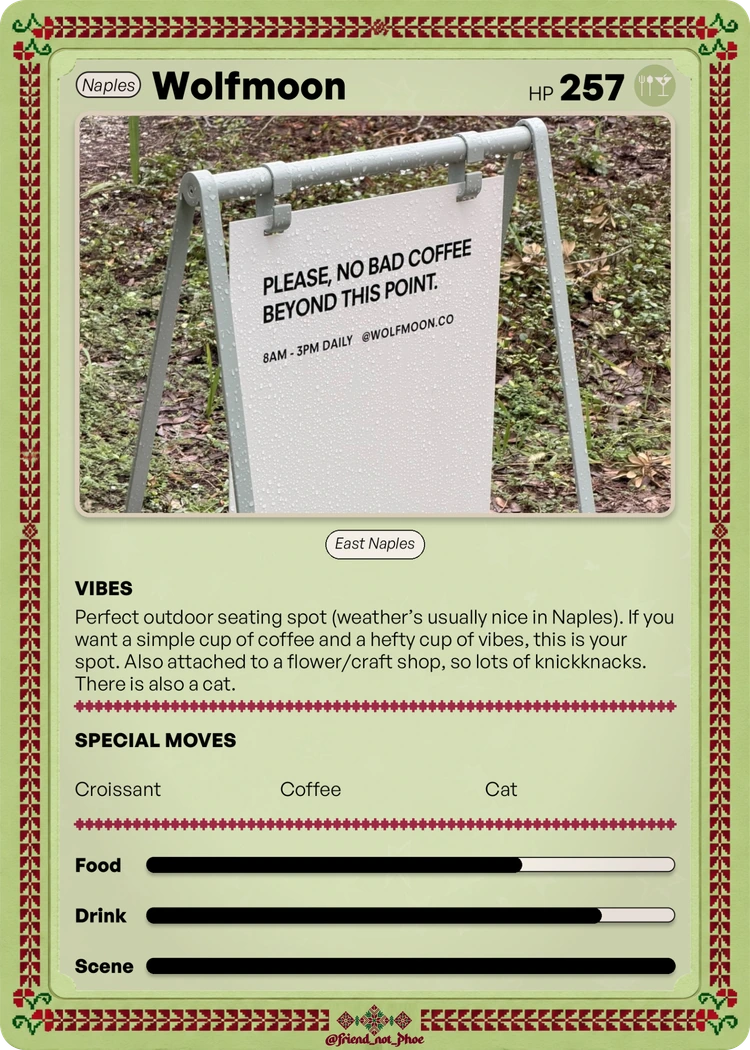 Naples Wolfmoon HP 257
PLEASE, NO BAD COFFEE
BEYOND THIS POINT.
8AM - 3PM DAILY @WOLFMOON.CO
East Naples
VIBES
Perfect outdoor seating spot (weather’s usually nice in Naples). If you
want a simple cup of coffee and a hefty cup of vibes, this is your
spot. Also attached to a flower/craft shop, so lots of knickknacks.
There is also a cat.
SPECIAL MOVES
Croissant Coffee Cat
Food
Drink
Scene
@friend_not_Phoe